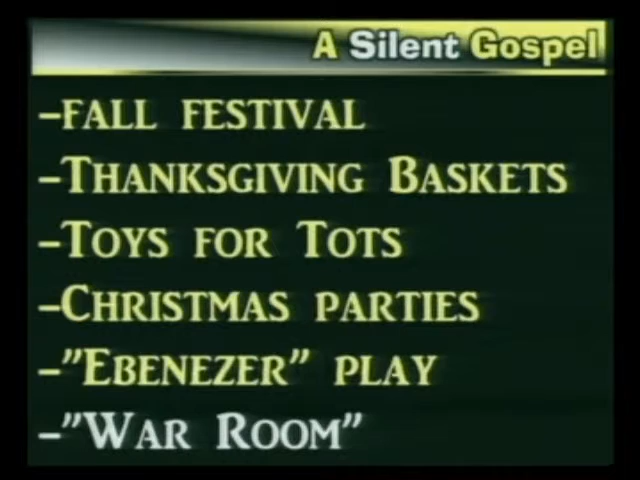 A Silent Gospel
-FALL FESTIVAL
-THANKSGIVING BASKETS
-TOYS FOR TOTS
-CHRISTMAS PARTIES
-"EBENEZER" PLAY
-"WAR ROOM"